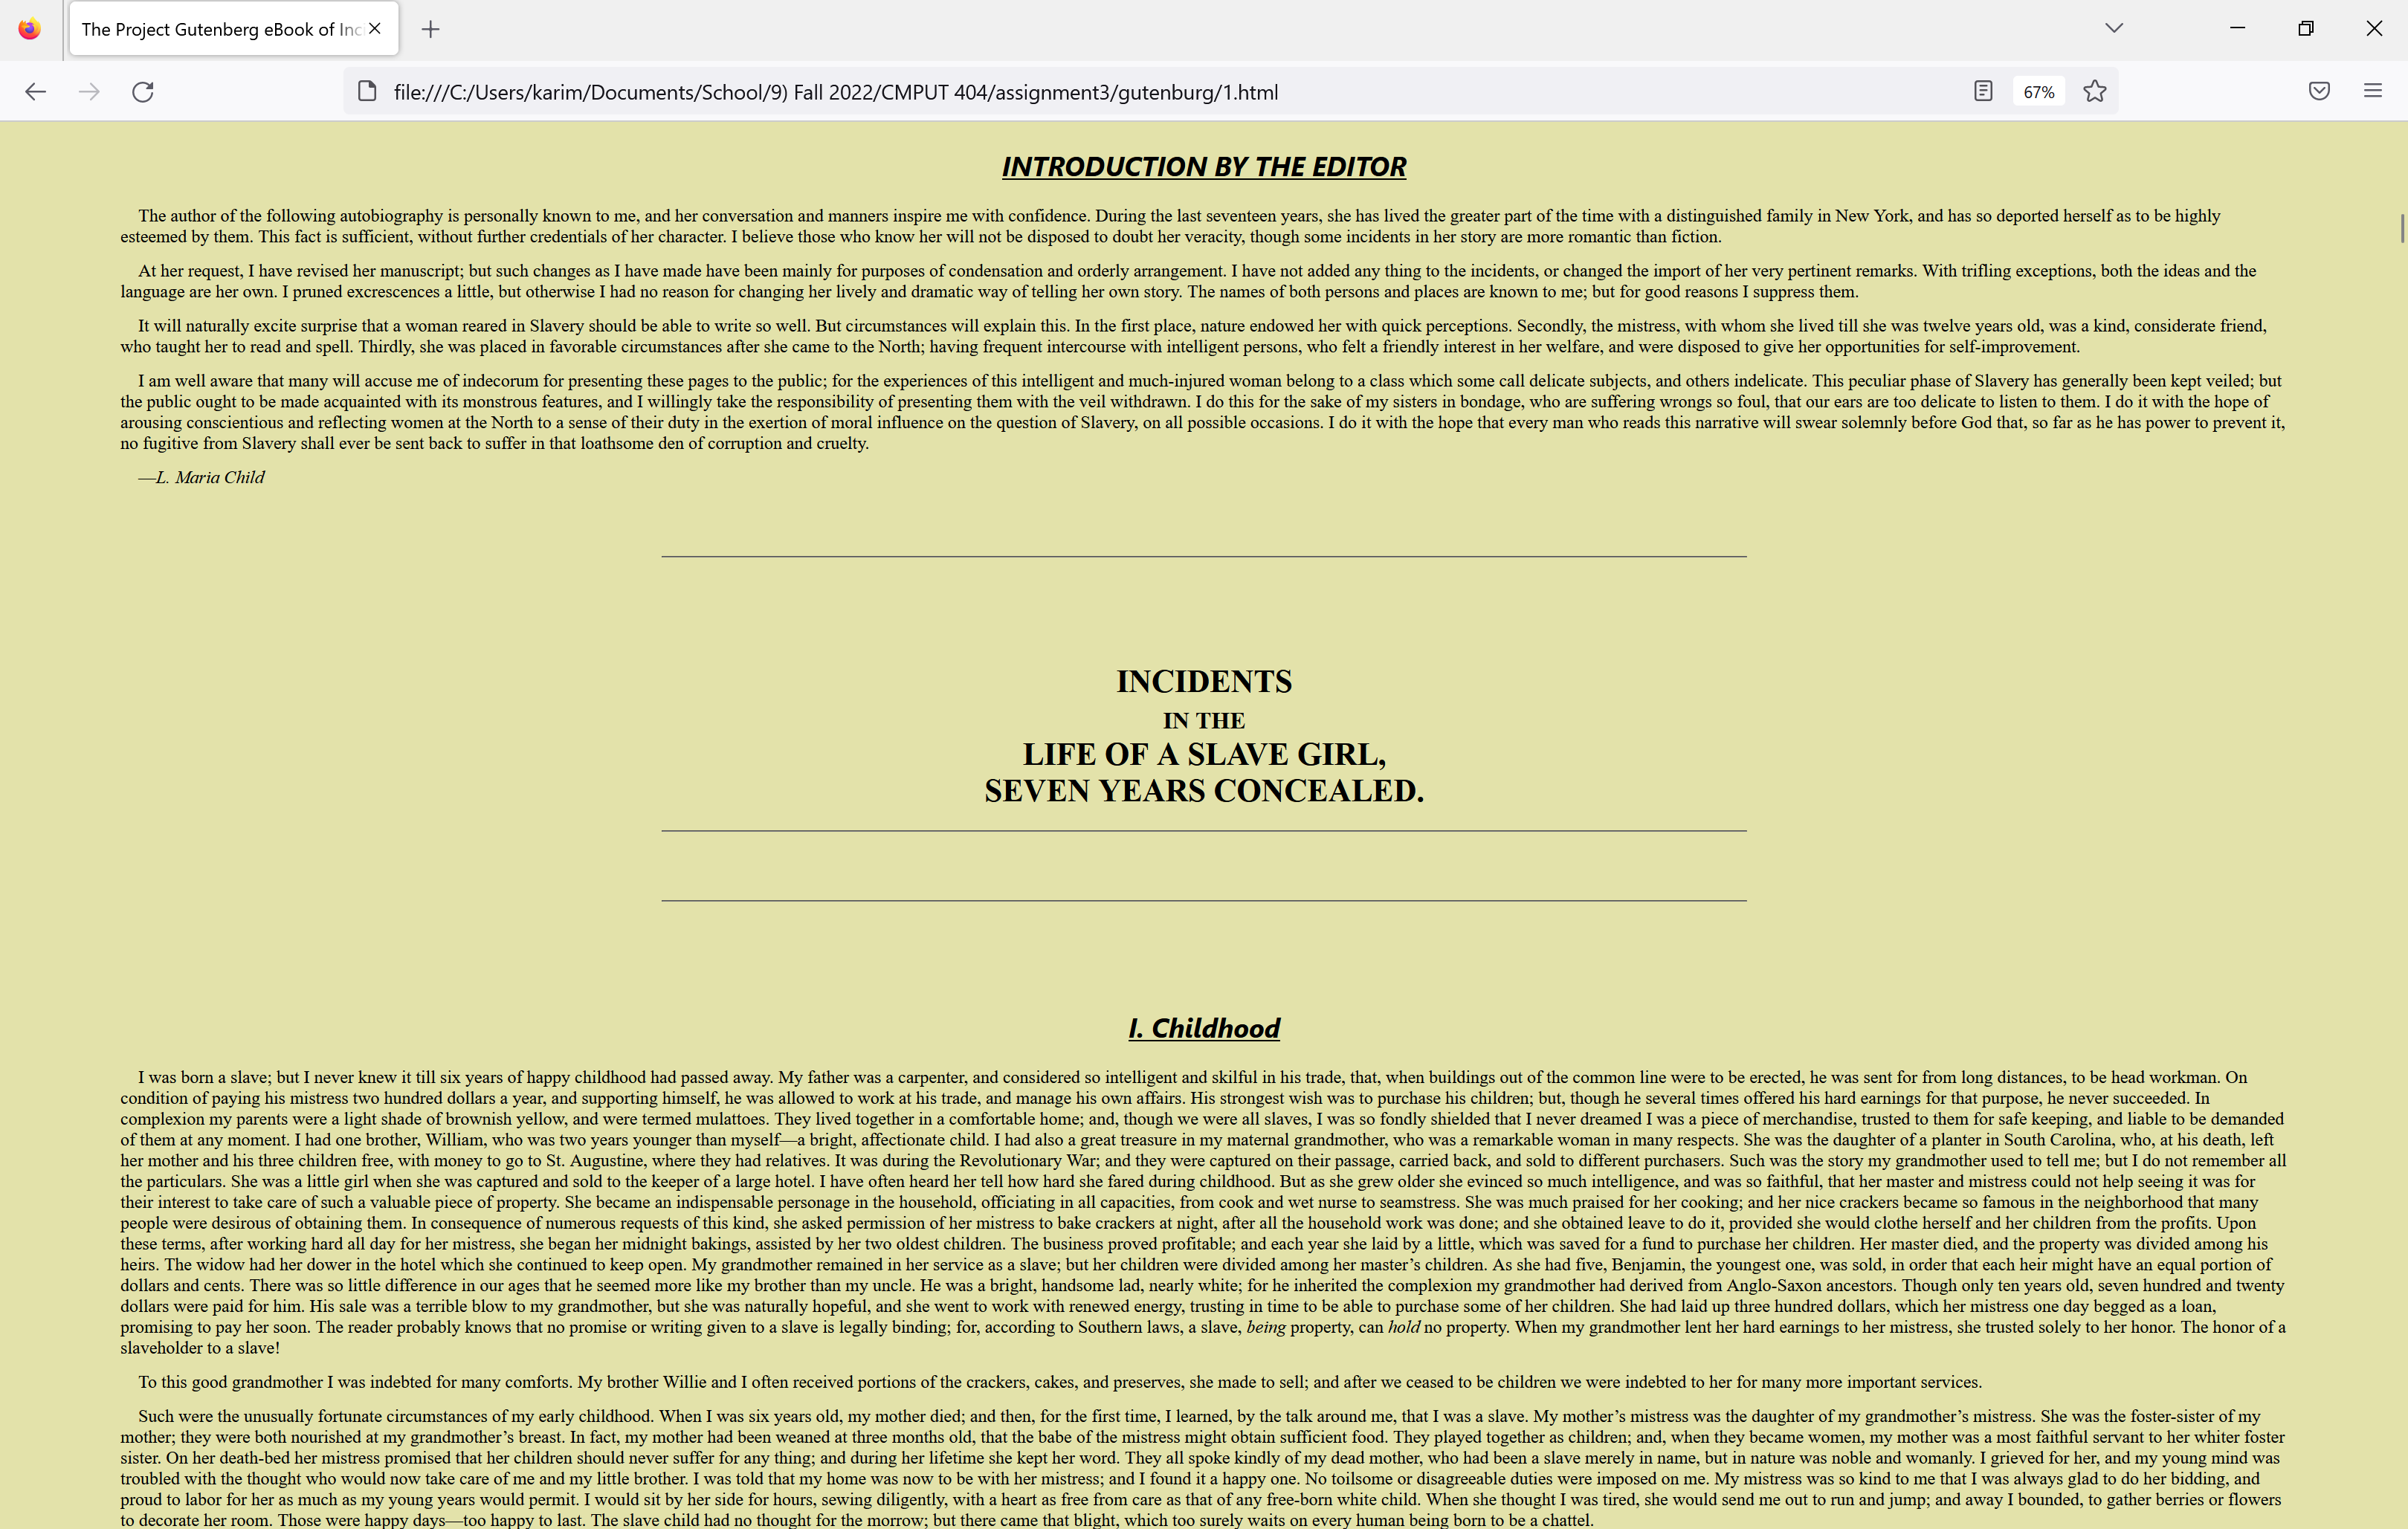 The Project Gutenberg eBook of Inc
file:///C:/Users/karim/Documents/School/9) Fall 2022/CMPUT 404/assignment3/gutenburg/1.html
67%
INTRODUCTION BY THE EDITOR
The author of the following autobiography is personally known to me, and her conversation and manners inspire me with confidence. During the last seventeen years, she has lived the greater part of the time with a distinguished family in New York, and has so deported herself as to be highly
esteemed by them. This fact is sufficient, without further credentials of her character. I believe those who know her will not be disposed to doubt her veracity, though some incidents in her story are more romantic than fiction.
At her request, I have revised her manuscript; but such changes as I have made have been mainly for purposes of condensation and orderly arrangement. I have not added any thing to the incidents, or changed the import of her very pertinent remarks. With trifling exceptions, both the ideas and the
language are her own. I pruned excrescences a little, but otherwise I had no reason for changing her lively and dramatic way of telling her own story. The names of both persons and places are known to me; but for good reasons I suppress them.
It will naturally excite surprise that a woman reared in Slavery should be able to write so well. But circumstances will explain this. In the first place, nature endowed her with quick perceptions. Secondly, the mistress, with whom she lived till she was twelve years old, was a kind, considerate friend,
who taught her to read and spell. Thirdly, she was placed in favorable circumstances after she came to the North; having frequent intercourse with intelligent persons, who felt a friendly interest in her welfare, and were disposed to give her opportunities for self-improvement.
I am well aware that many will accuse me of indecorum for presenting these pages to the public; for the experiences of this intelligent and much-injured woman belong to a class which some call delicate subjects, and others indelicate. This peculiar phase of Slavery has generally been kept veiled; but
the public ought to be made acquainted with its monstrous features, and I willingly take the responsibility of presenting them with the veil withdrawn. I do this for the sake of my sisters in bondage, who are suffering wrongs so foul, that our ears are too delicate to listen to them. I do it with the hope of
arousing conscientious and reflecting women at the North to a sense of their duty in the exertion of moral influence on the question of Slavery, on all possible occasions. I do it with the hope that every man who reads this narrative will swear solemnly before God that, so far as he has power to prevent it,
no fugitive from Slavery shall ever be sent back to suffer in that loathsome den of corruption and cruelty.
—L. Maria Child
INCIDENTS
IN THE
LIFE OF A SLAVE GIRL,
SEVEN YEARS CONCEALED.
I. Childhood
I was born a slave; but I never knew it till six years of happy childhood had passed away. My father was a carpenter, and considered so intelligent and skilful in his trade, that, when buildings out of the common line were to be erected, he was sent for from long distances, to be head workman. On
condition of paying his mistress two hundred dollars a year, and supporting himself, he was allowed to work at his trade, and manage his own affairs. His strongest wish was to purchase his children; but, though he several times offered his hard earnings for that purpose, he never succeeded. In
complexion my parents were a light shade of brownish yellow, and were termed mulattoes. They lived together in a comfortable home; and, though we were all slaves, I was so fondly shielded that I never dreamed I was a piece of merchandise, trusted to them for safe keeping, and liable to be demanded
of them at any moment. I had one brother, William, who was two years younger than myself—a bright, affectionate child. I had also a great treasure in my maternal grandmother, who was a remarkable woman in many respects. She was the daughter of a planter in South Carolina, who, at his death, left
her mother and his three children free, with money to go to St. Augustine, where they had relatives. It was during the Revolutionary War; and they were captured on their passage, carried back, and sold to different purchasers. Such was the story my grandmother used to tell me; but I do not remember all
the particulars. She was a little girl when she was captured and sold to the keeper of a large hotel. I have often heard her tell how hard she fared during childhood. But as she grew older she evinced so much intelligence, and was so faithful, that her master and mistress could not help seeing it was for
their interest to take care of such a valuable piece of property. She became an indispensable personage in the household, officiating in all capacities, from cook and wet nurse to seamstress. She was much praised for her cooking; and her nice crackers became so famous in the neighborhood that many
people were desirous of obtaining them. In consequence of numerous requests of this kind, she asked permission of her mistress to bake crackers at night, after all the household work was done; and she obtained leave to do it, provided she would clothe herself and her children from the profits. Upon
these terms, after working hard all day for her mistress, she began her midnight bakings, assisted by her two oldest children. The business proved profitable; and each year she laid by a little, which was saved for a fund to purchase her children. Her master died, and the property was divided among his
heirs. The widow had her dower in the hotel which she continued to keep open. My grandmother remained in her service as a slave; but her children were divided among her master’s children. As she had five, Benjamin, the youngest one, was sold, in order that each heir might have an equal portion of
dollars and cents. There was so little difference in our ages that he seemed more like my brother than my uncle. He was a bright, handsome lad, nearly white; for he inherited the complexion my grandmother had derived from Anglo-Saxon ancestors. Though only ten years old, seven hundred and twenty
dollars were paid for him. His sale was a terrible blow to my grandmother, but she was naturally hopeful, and she went to work with renewed energy, trusting in time to be able to purchase some of her children. She had laid up three hundred dollars, which her mistress one day begged as a loan,
promising to pay her soon. The reader probably knows that no promise or writing given to a slave is legally binding; for, according to Southern laws, a slave, being property, can hold no property. When my grandmother lent her hard earnings to her mistress, she trusted solely to her honor. The honor of a
slaveholder to a slave!
To this good grandmother I was indebted for many comforts. My brother Willie and I often received portions of the crackers, cakes, and preserves, she made to sell; and after we ceased to be children we were indebted to her for many more important services.
Such were the unusually fortunate circumstances of my early childhood. When I was six years old, my mother died; and then, for the first time, I learned, by the talk around me, that I was a slave. My mother’s mistress was the daughter of my grandmother’s mistress. She was the foster-sister of my
mother; they were both nourished at my grandmother’s breast. In fact, my mother had been weaned at three months old, that the babe of the mistress might obtain sufficient food. They played together as children; and, when they became women, my mother was a most faithful servant to her whiter foster
sister. On her death-bed her mistress promised that her children should never suffer for any thing; and during her lifetime she kept her word. They all spoke kindly of my dead mother, who had been a slave merely in name, but in nature was noble and womanly. I grieved for her, and my young mind was
troubled with the thought who would now take care of me and my little brother. I was told that my home was now to be with her mistress; and I found it a happy one. No toilsome or disagreeable duties were imposed on me. My mistress was so kind to me that I was always glad to do her bidding, and
proud to labor for her as much as my young years would permit. I would sit by her side for hours, sewing diligently, with a heart as free from care as that of any free-born white child. When she thought I was tired, she would send me out to run and jump; and away I bounded, to gather berries or flowers
to decorate her room. Those were happy days—too happy to last. The slave child had no thought for the morrow; but there came that blight, which too surely waits on every human being born to be a chattel.